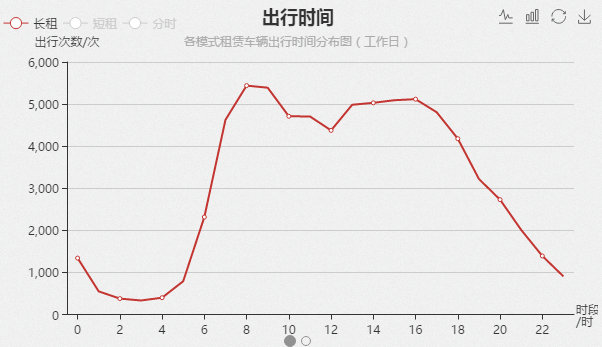 出行时间
长租 短租 分时
出行次数/次
各模式租赁车辆出行时间分布图（工作日）
6,000
5,000
4,000
3,000
2,000
1,000
0
0 2 4 6 8 10 12 14 16 18 20 22
时段
/时